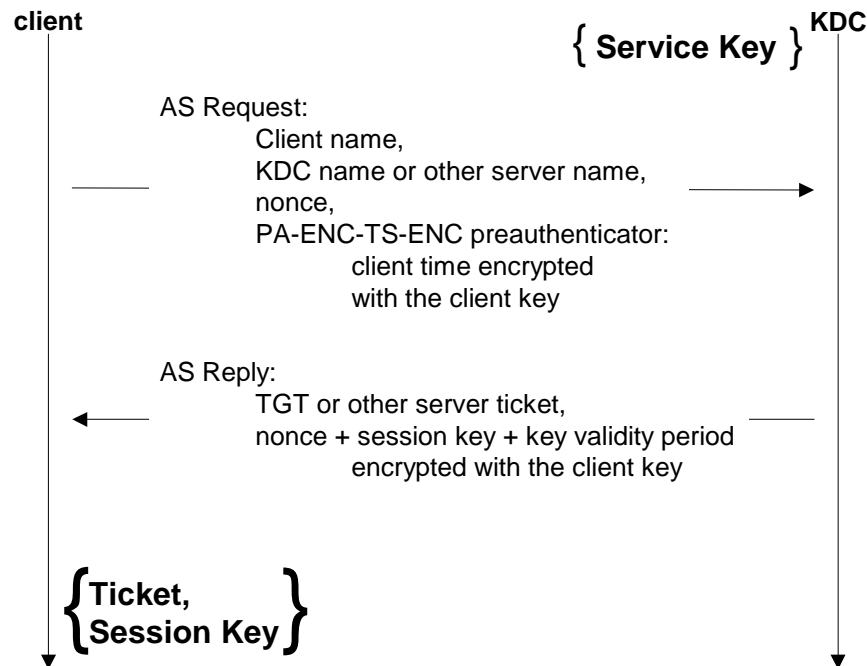 client
KDC
{ Service Key }
AS Request:
Client name,
KDC name or other server name,
nonce,
PA-ENC-TS-ENC preauthenticator:
client time encrypted
with the client key
AS Reply:
TGT or other server ticket,
nonce + session key + key validity period
encrypted with the client key
{Ticket,
Session Key}